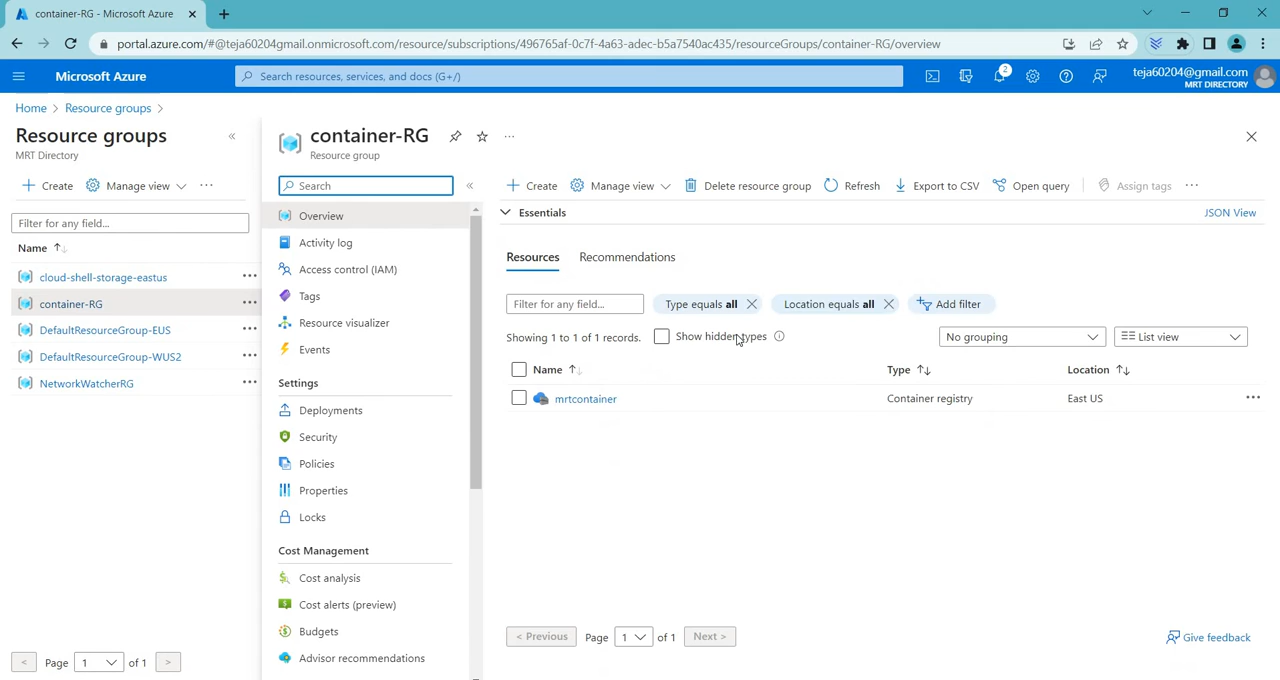 container-RG - Microsoft Azure
portal.azure.com/#@teja60204gmail.onmicrosoft.com/resource/subscriptions/496765af-0c7f-4a63-adec-b5a7540ac435/resourceGroups/container-RG/overview
Microsoft Azure
Search resources, services, and docs (G+/)
2
teja60204@gmail.com
MRT DIRECTORY
Home > Resource groups >
Resource groups
MRT Directory
Create Manage view
Filter for any field...
Name
cloud-shell-storage-eastus
container-RG
DefaultResourceGroup-EUS
DefaultResourceGroup-WUS2
NetworkWatcherRG
< Page 1 of 1 >
container-RG
Resource group
Search
Overview
Activity log
Access control (IAM)
Tags
Resource visualizer
Events
Settings
Deployments
Security
Policies
Properties
Locks
Cost Management
Cost analysis
Cost alerts (preview)
Budgets
Advisor recommendations
Create Manage view Delete resource group Refresh Export to CSV Open query Assign tags
Essentials JSON View
Resources Recommendations
Filter for any field... Type equals all Location equals all Add filter
Showing 1 to 1 of 1 records. Show hidden types No grouping List view
Name Type Location
mrtcontainer Container registry East US
< Previous Page 1 of 1 Next >
Give feedback